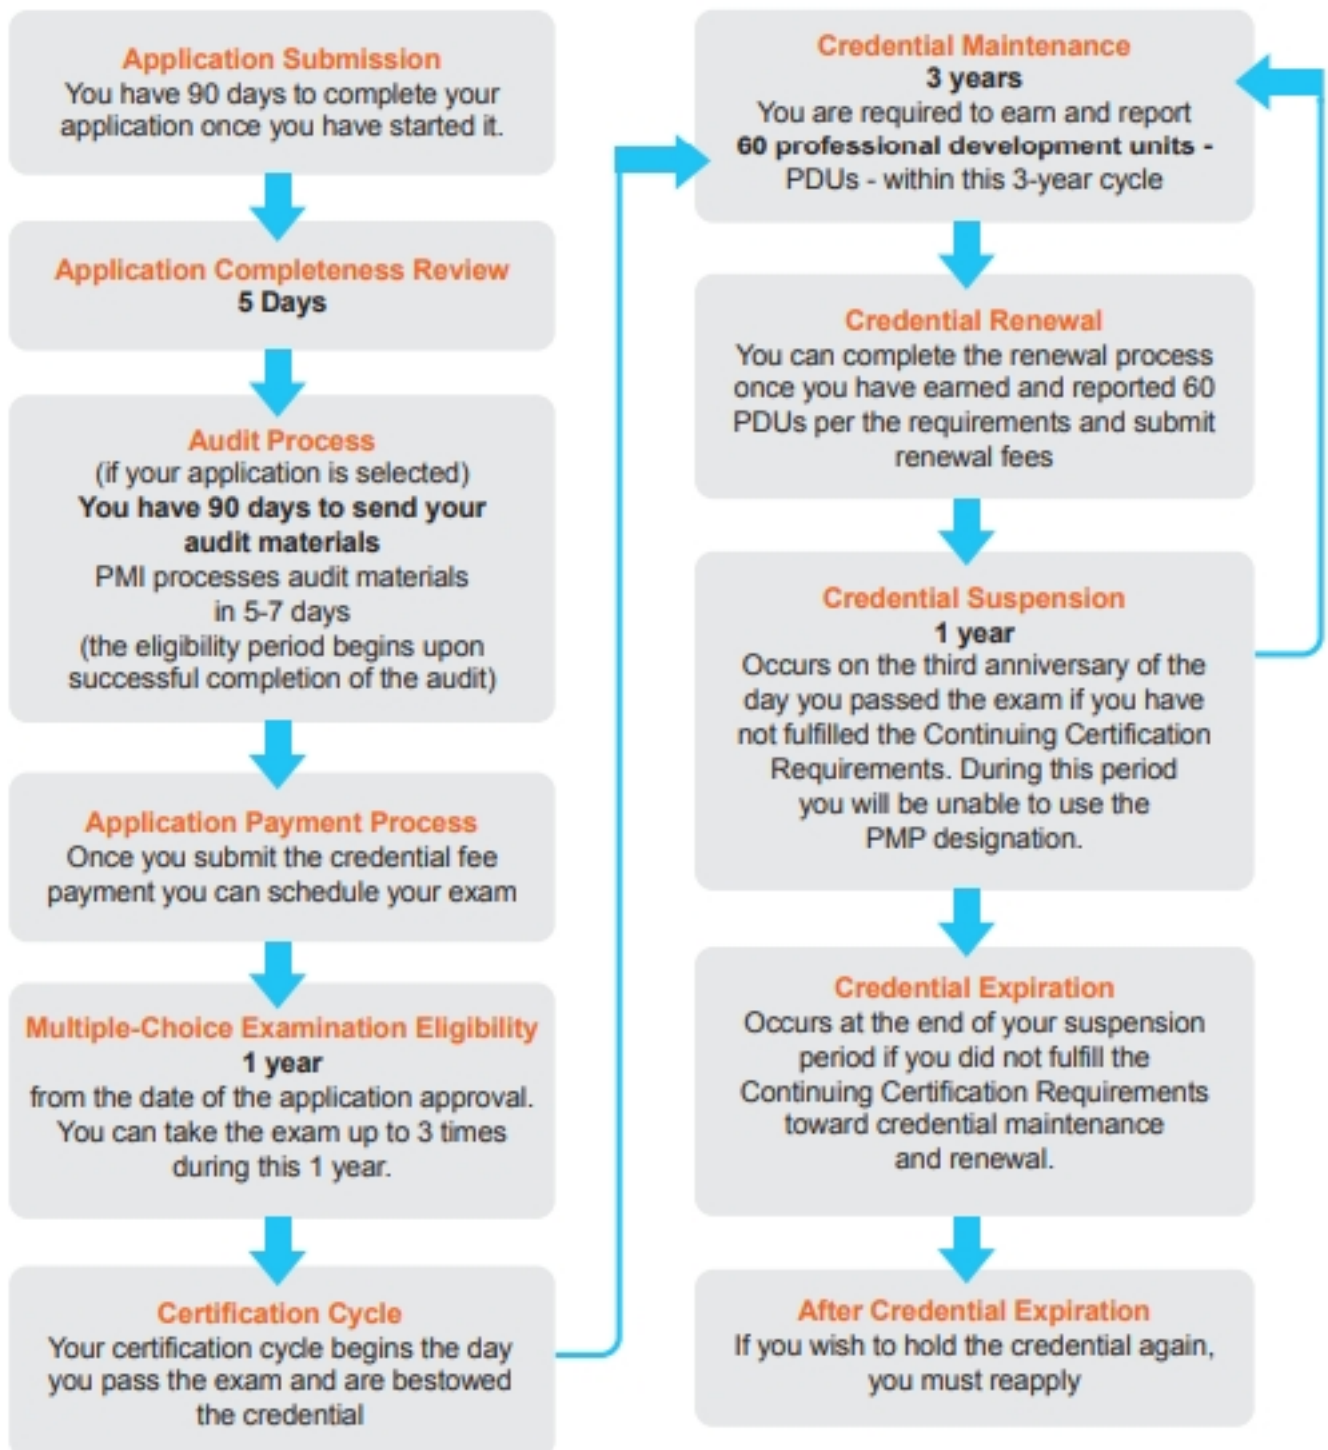 Application Submission
You have 90 days to complete your
application once you have started it.
Application Completeness Review
5 Days
Audit Process
(if your application is selected)
You have 90 days to send your
audit materials
PMI processes audit materials
in 5-7 days
(the eligibility period begins upon
successful completion of the audit)
Application Payment Process
Once you submit the credential fee
payment you can schedule your exam
Multiple-Choice Examination Eligibility
1 year
from the date of the application approval.
You can take the exam up to 3 times
during this 1 year.
Certification Cycle
Your certification cycle begins the day
you pass the exam and are bestowed
the credential
Credential Maintenance
3 years
You are required to earn and report
60 professional development units -
PDUs - within this 3-year cycle
Credential Renewal
You can complete the renewal process
once you have earned and reported 60
PDUs per the requirements and submit
renewal fees
Credential Suspension
1 year
Occurs on the third anniversary of the
day you passed the exam if you have
not fulfilled the Continuing Certification
Requirements. During this period
you will be unable to use the
PMP designation.
Credential Expiration
Occurs at the end of your suspension
period if you did not fulfill the
Continuing Certification Requirements
toward credential maintenance
and renewal.
After Credential Expiration
If you wish to hold the credential again,
you must reapply